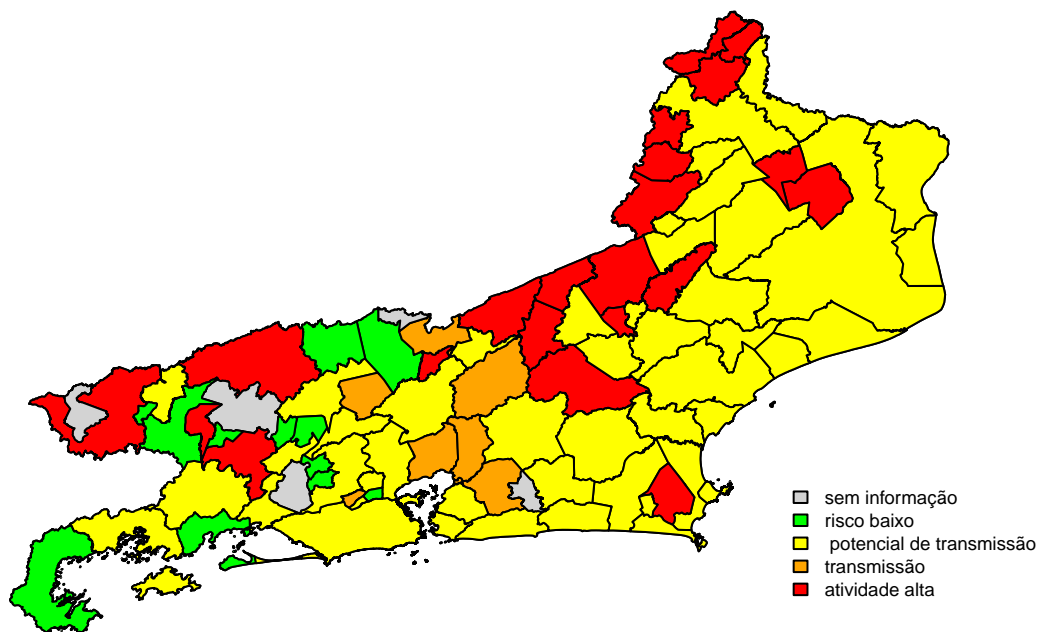 sem informação
risco baixo
potencial de transmissão
transmissão
atividade alta